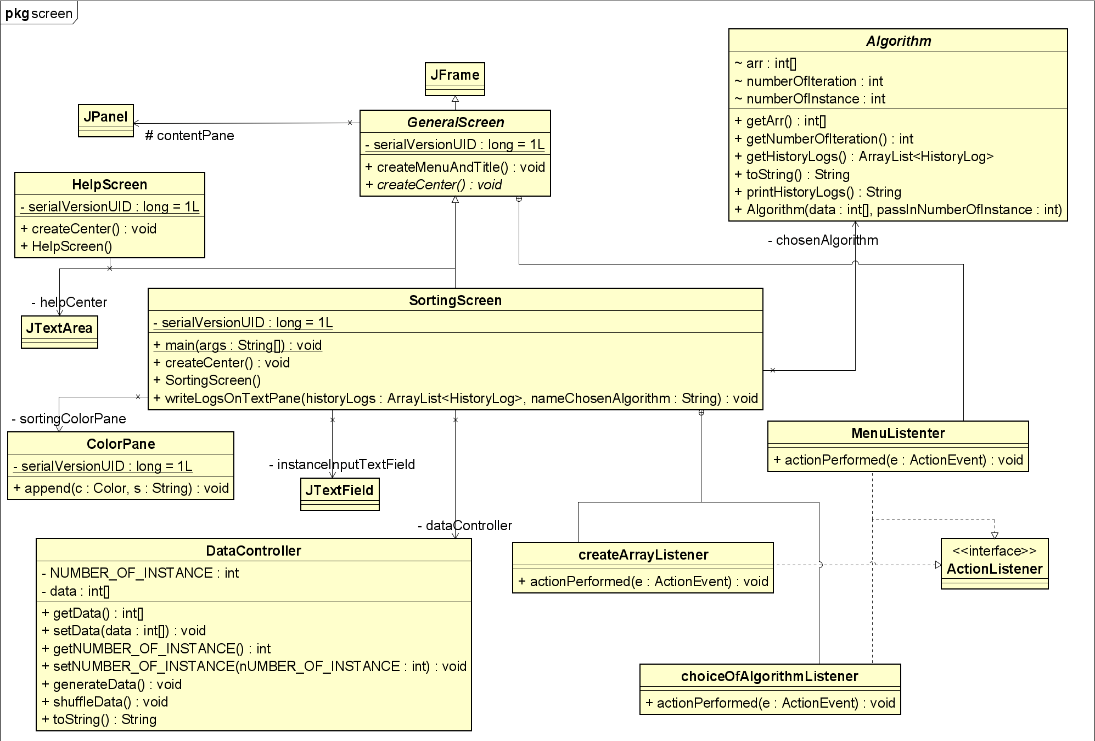 pkg screen
Algorithm
~ arr : int[]
~ numberOfIteration : int
~ numberOfInstance : int
+ getArr() : int[]
+ getNumberOfIteration() : int
+ getHistoryLogs() : ArrayList<HistoryLog>
+ toString() : String
+ printHistoryLogs() : String
+ Algorithm(data : int[], passInNumberOfInstance : int)
JFrame
JPanel
# contentPane
GeneralScreen
- serialVersionUID : long = 1L
+ createMenuAndTitle() : void
+ createCenter() : void
HelpScreen
- serialVersionUID : long = 1L
+ createCenter() : void
+ HelpScreen()
- chosenAlgorithm
- helpCenter
JTextArea
SortingScreen
- serialVersionUID : long = 1L
+ main(args : String[]) : void
+ createCenter() : void
+ SortingScreen()
+ writeLogsOnTextPane(historyLogs : ArrayList<HistoryLog>, nameChosenAlgorithm : String) : void
- sortingColorPane
ColorPane
- serialVersionUID : long = 1L
+ append(c : Color, s : String) : void
- instanceInputTextField
JTextField
MenuListenter
+ actionPerformed(e : ActionEvent) : void
- dataController
DataController
- NUMBER_OF_INSTANCE : int
- data : int[]
+ getData() : int[]
+ setData(data : int[]) : void
+ getNUMBER_OF_INSTANCE() : int
+ setNUMBER_OF_INSTANCE(nUMBER_OF_INSTANCE : int) : void
+ generateData() : void
+ shuffleData() : void
+ toString() : String
createArrayListener
+ actionPerformed(e : ActionEvent) : void
<<interface>>
ActionListener
choiceOfAlgorithmListener
+ actionPerformed(e : ActionEvent) : void